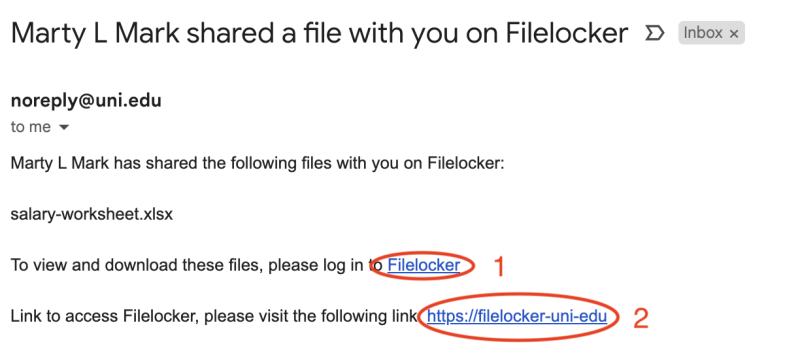 Marty L Mark shared a file with you on Filelocker Inbox ×
noreply@uni.edu
to me
Marty L Mark has shared the following files with you on Filelocker:
salary-worksheet.xlsx
To view and download these files, please log in to Filelocker 1
Link to access Filelocker, please visit the following link https://filelocker-uni-edu 2